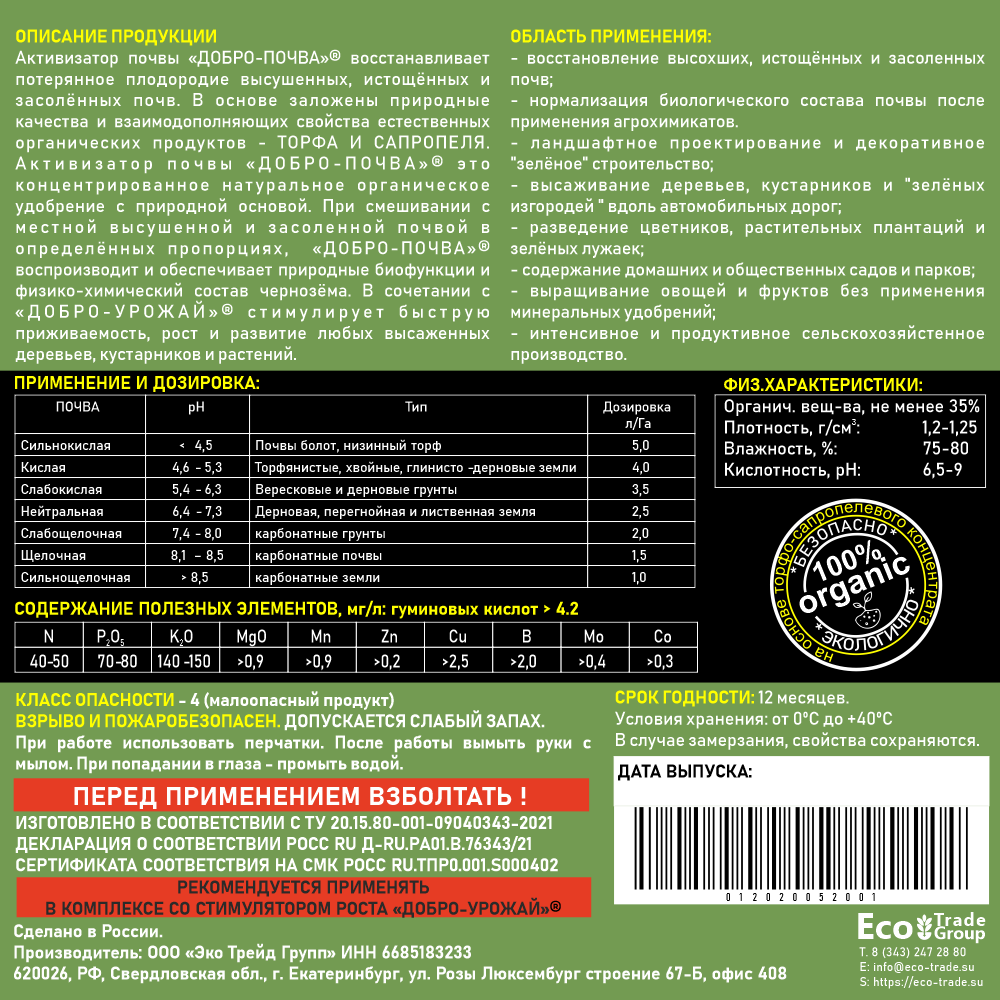 ОПИСАНИЕ ПРОДУКЦИИ
Активизатор почвы «ДОБРО-ПОЧВА»® восстанавливает
потерянное плодородие высушенных, истощённых и
засолённых почв. В основе заложены природные
качества и взаимодополняющих свойства естественных
органических продуктов - ТОРФА И САПРОПЕЛЯ.
Активизатор почвы «ДОБРО-ПОЧВА»® это
концентрированное натуральное органическое
удобрение с природной основой. При смешивании с
местной высушенной и засоленной почвой в
определённых пропорциях, «ДОБРО-ПОЧВА»®
воспроизводит и обеспечивает природные биофункции и
физико-химический состав чернозёма. В сочетании с
«ДОБРО-УРОЖАЙ»® стимулирует быструю
приживаемость, рост и развитие любых высаженных
деревьев, кустарников и растений.
ОБЛАСТЬ ПРИМЕНЕНИЯ:
- восстановление высохших, истощённых и засоленных
почв;
- нормализация биологического состава почвы после
применения агрохимикатов.
- ландшафтное проектирование и декоративное
"зелёное" строительство;
- высаживание деревьев, кустарников и "зелёных
изгородей " вдоль автомобильных дорог;
- разведение цветников, растительных плантаций и
зелёных лужаек;
- содержание домашних и общественных садов и парков;
- выращивание овощей и фруктов без применения
минеральных удобрений;
- интенсивное и продуктивное сельскохозяйстенное
производство.
ПРИМЕНЕНИЕ И ДОЗИРОВКА:
ПОЧВА pH Тип Дозировка
л/Га
Сильнокислая < 4,5 Почвы болот, низинный торф 5,0
Кислая 4,6 - 5,3 Торфянистые, хвойные, глинисто -дерновые земли 4,0
Слабокислая 5,4 - 6,3 Вересковые и дерновые грунты 3,5
Нейтральная 6,4 - 7,3 Дерновая, перегнойная и лиственная земля 2,5
Слабощелочная 7,4 - 8,0 карбонатные грунты 2,0
Щелочная 8,1 - 8,5 карбонатные почвы 1,5
Сильнощелочная > 8,5 карбонатные земли 1,0
ФИЗ.ХАРАКТЕРИСТИКИ:
Органич. вещ-ва, не менее 35%
Плотность, г/см³: 1,2-1,25
Влажность, %: 75-80
Кислотность, pH: 6,5-9
на основе торфо-сапропелевого концентрата
*БЕЗОПАСНО*
100%
organic
*ЭКОЛОГИЧНО*
СОДЕРЖАНИЕ ПОЛЕЗНЫХ ЭЛЕМЕНТОВ, мг/л: гуминовых кислот > 4.2
N P₂O₅ K₂O MgO Mn Zn Cu B Mo Co
40-50 70-80 140 -150 >0,9 >0,9 >0,2 >2,5 >2,0 >0,4 >0,3
КЛАСС ОПАСНОСТИ - 4 (малоопасный продукт)
ВЗРЫВО И ПОЖАРОБЕЗОПАСЕН. ДОПУСКАЕТСЯ СЛАБЫЙ ЗАПАХ.
При работе использовать перчатки. После работы вымыть руки с
мылом. При попадании в глаза - промыть водой.
ПЕРЕД ПРИМЕНЕНИЕМ ВЗБОЛТАТЬ !
ИЗГОТОВЛЕНО В СООТВЕТСТВИИ С ТУ 20.15.80-001-09040343-2021
ДЕКЛАРАЦИЯ О СООТВЕТСТВИИ РОСС RU Д-RU.РА01.В.76343/21
СЕРТИФИКАТА СООТВЕТСТВИЯ НА СМК РОСС RU.ТПР0.001.S000402
РЕКОМЕНДУЕТСЯ ПРИМЕНЯТЬ
В КОМПЛЕКСЕ СО СТИМУЛЯТОРОМ РОСТА «ДОБРО-УРОЖАЙ»®
Сделано в России.
Производитель: ООО «Эко Трейд Групп» ИНН 6685183233
620026, РФ, Свердловская обл., г. Екатеринбург, ул. Розы Люксембург строение 67-Б, офис 408
СРОК ГОДНОСТИ: 12 месяцев.
Условия хранения: от 0°С до +40°С
В случае замерзания, свойства сохраняются.
ДАТА ВЫПУСКА:
012020052001
Eco Trade
Group
T. 8 (343) 247 28 80
E: info@eco-trade.su
S: https://eco-trade.su